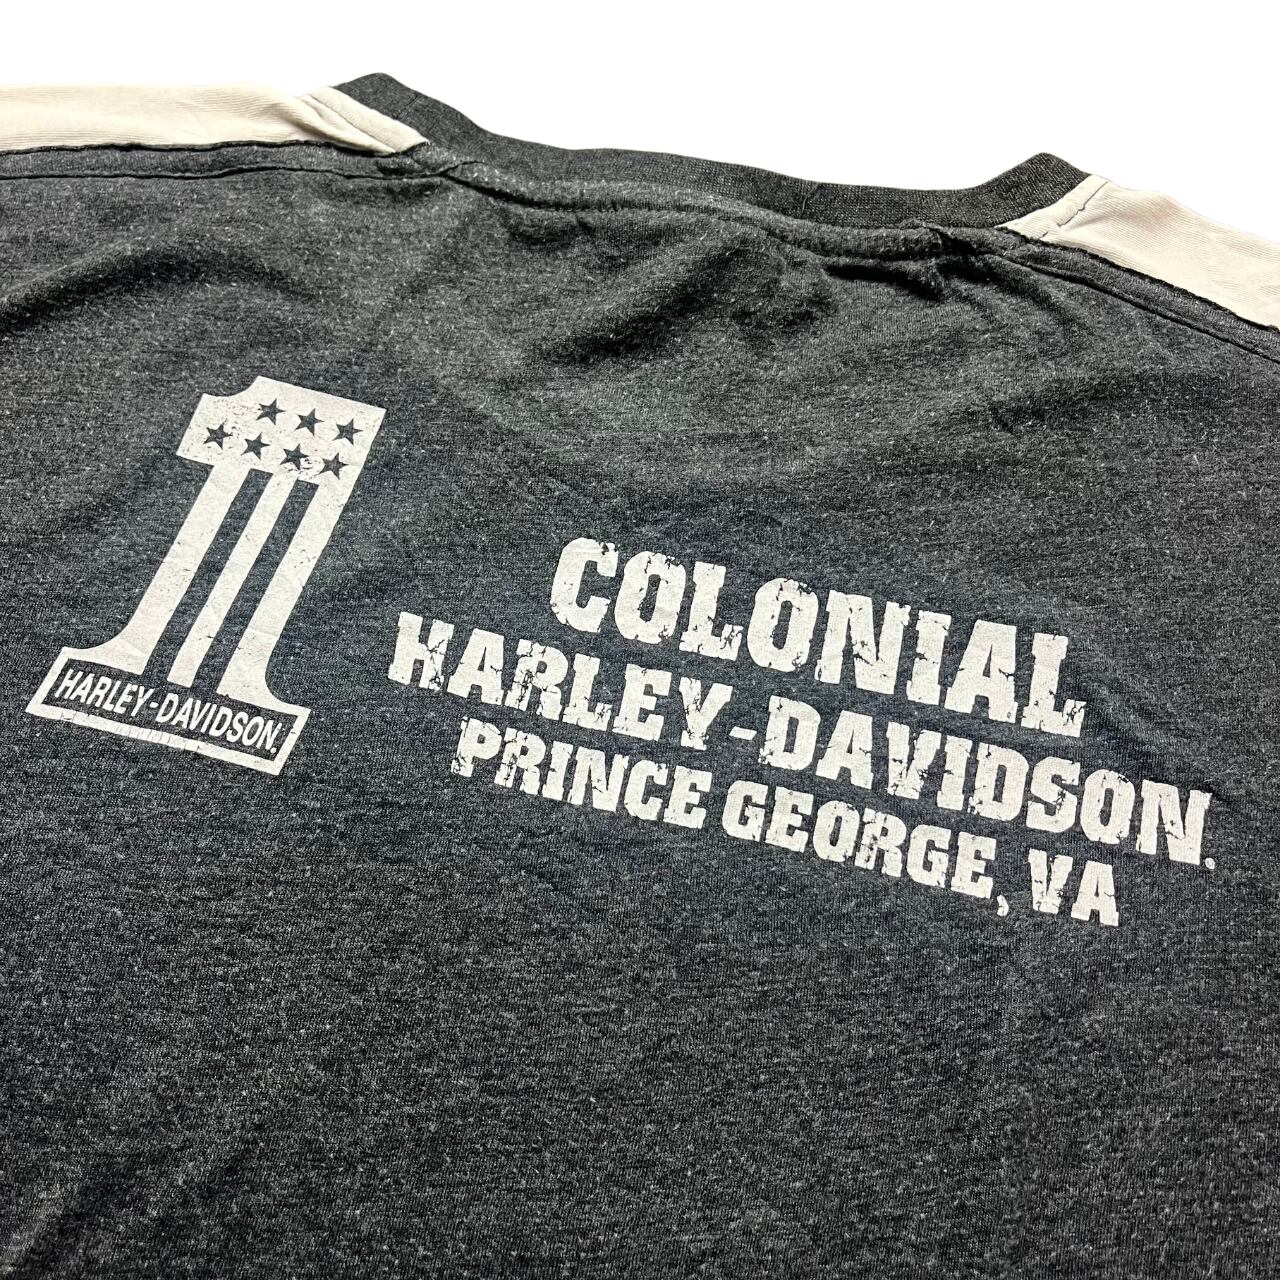 1
HARLEY-DAVIDSON.
COLONIAL
HARLEY-DAVIDSON.
PRINCE GEORGE, VA